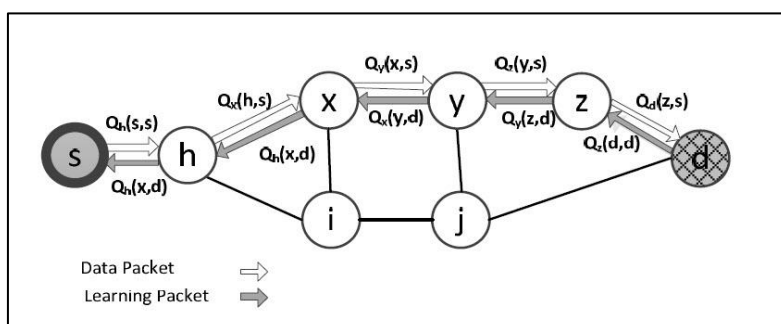 Qy(x,s)
Qz(y,s)
Qx(h,s)
x
y
z
Qd(z,s)
Qh(s,s)
Qx(y,d)
Qy(z,d)
s
h
Qh(x,d)
Qz(d,d)
d
Qh(x,d)
i
j
Data Packet
Learning Packet